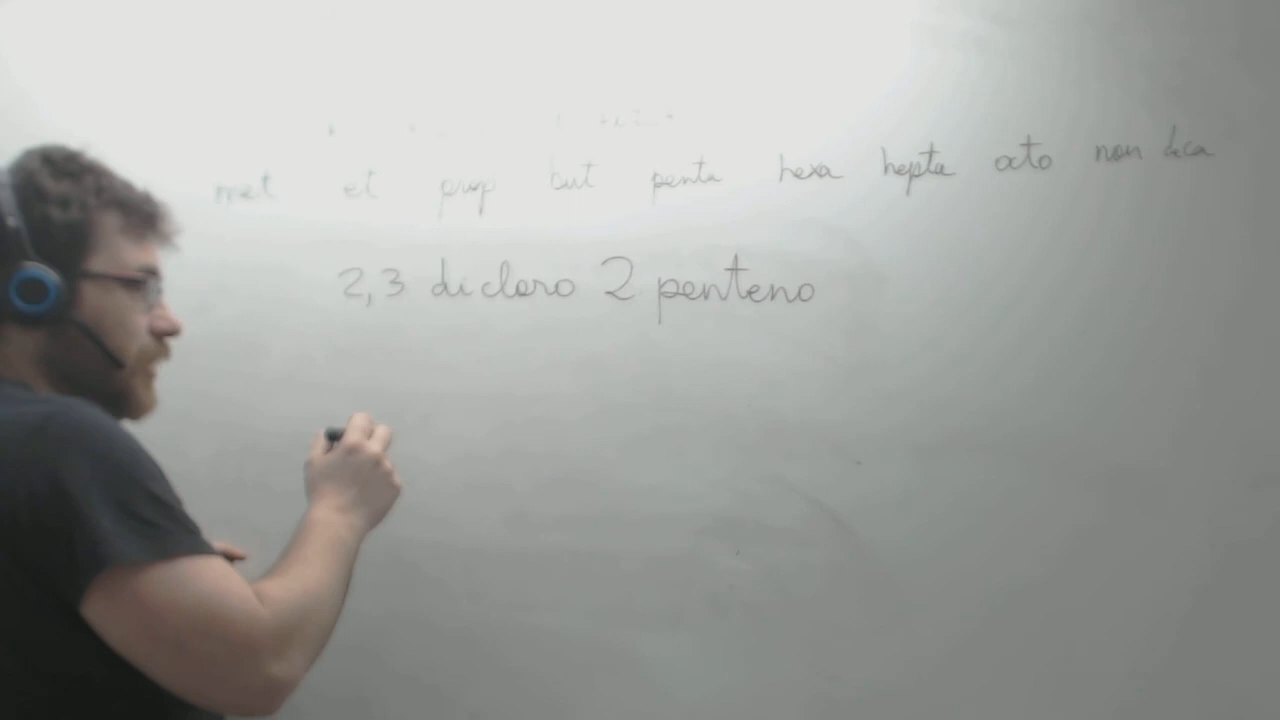 met et prop but penta hexa hepta octo non deca
2,3 dicloro 2 penteno